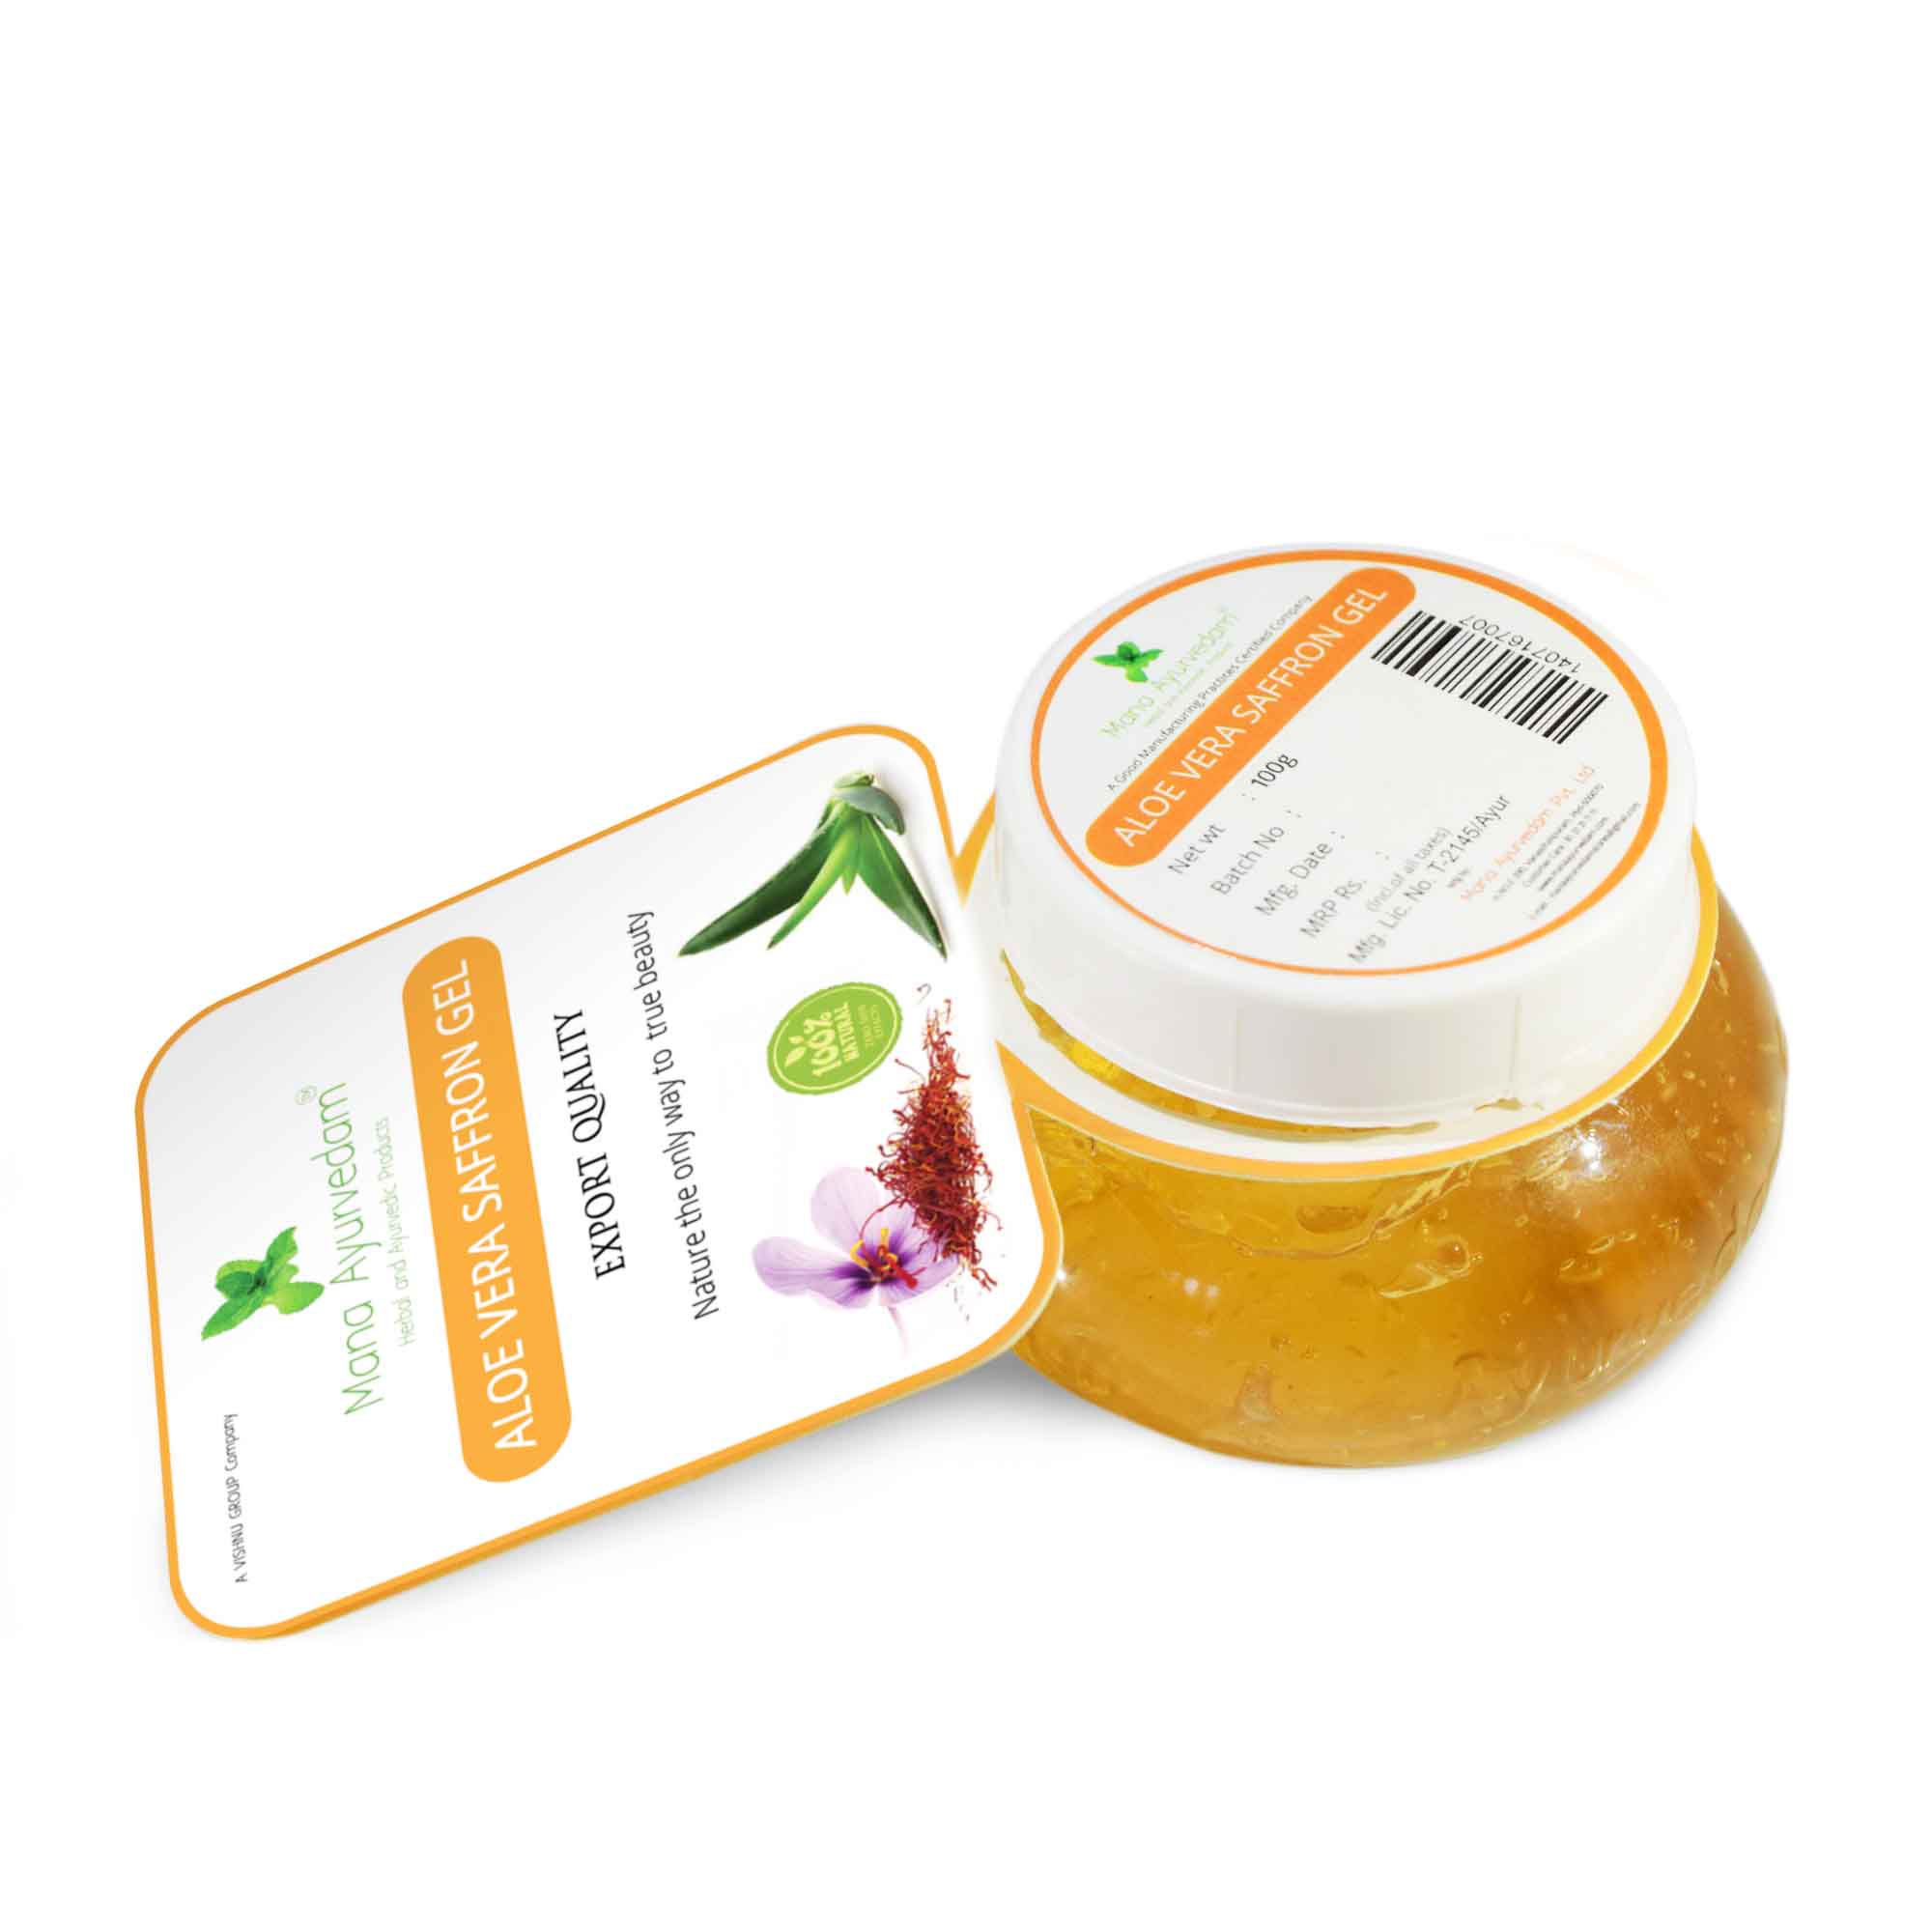 A VISHNU GROUP Company
Mana Ayurvedam
Herbal and Ayurvedic Products
ALOE VERA SAFFRON GEL
EXPORT QUALITY
Nature the only way to true beauty
100%
NATURAL
Mana Ayurvedam®
A Good Manufacturing Practises Certified Company
ALOE VERA SAFFRON GEL
1407167007
Net wt : 100g
Batch No :
Mfg. Date :
MRP Rs. :
(Incl.of all taxes)
Mfg. Lic. No. T-2145/Ayur
Mana Ayurvedam Pvt. Ltd